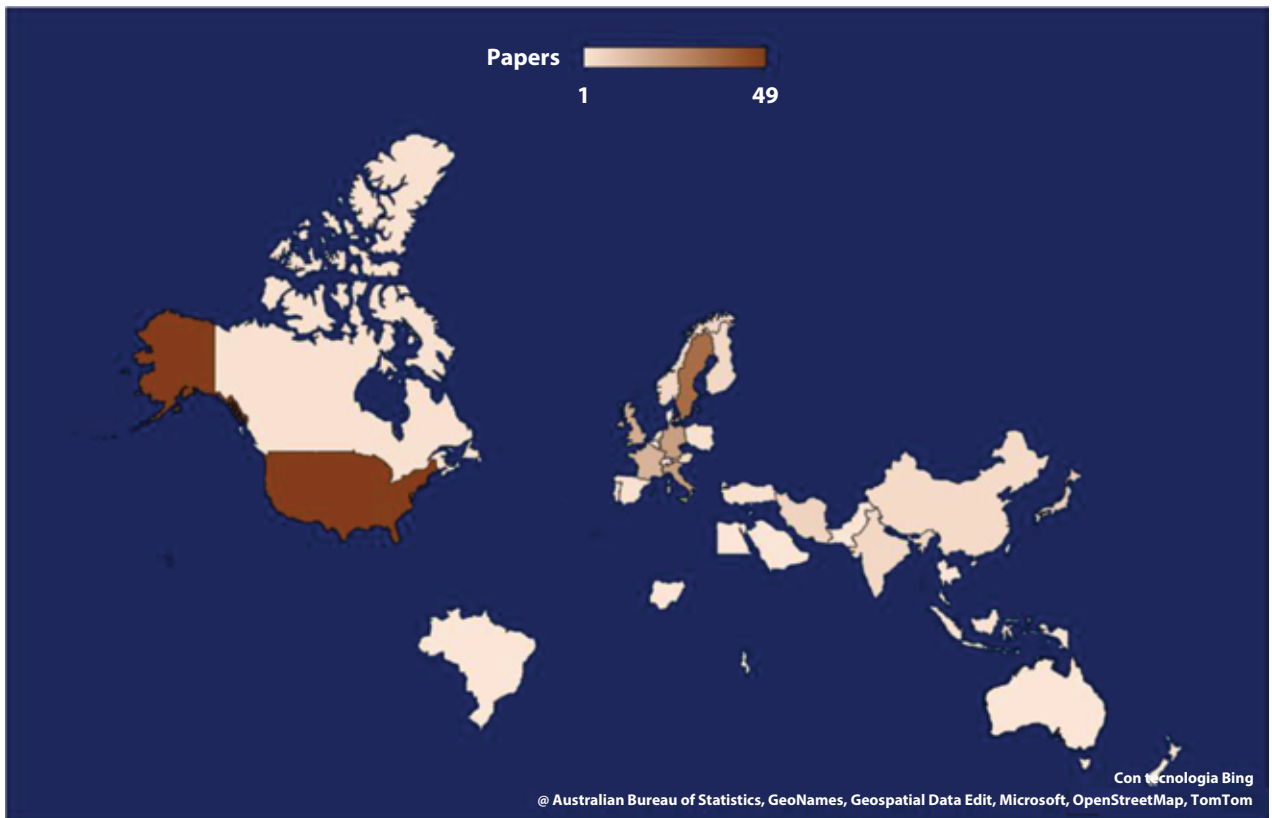 Papers
1 49
Con tecnologia Bing
@ Australian Bureau of Statistics, GeoNames, Geospatial Data Edit, Microsoft, OpenStreetMap, TomTom